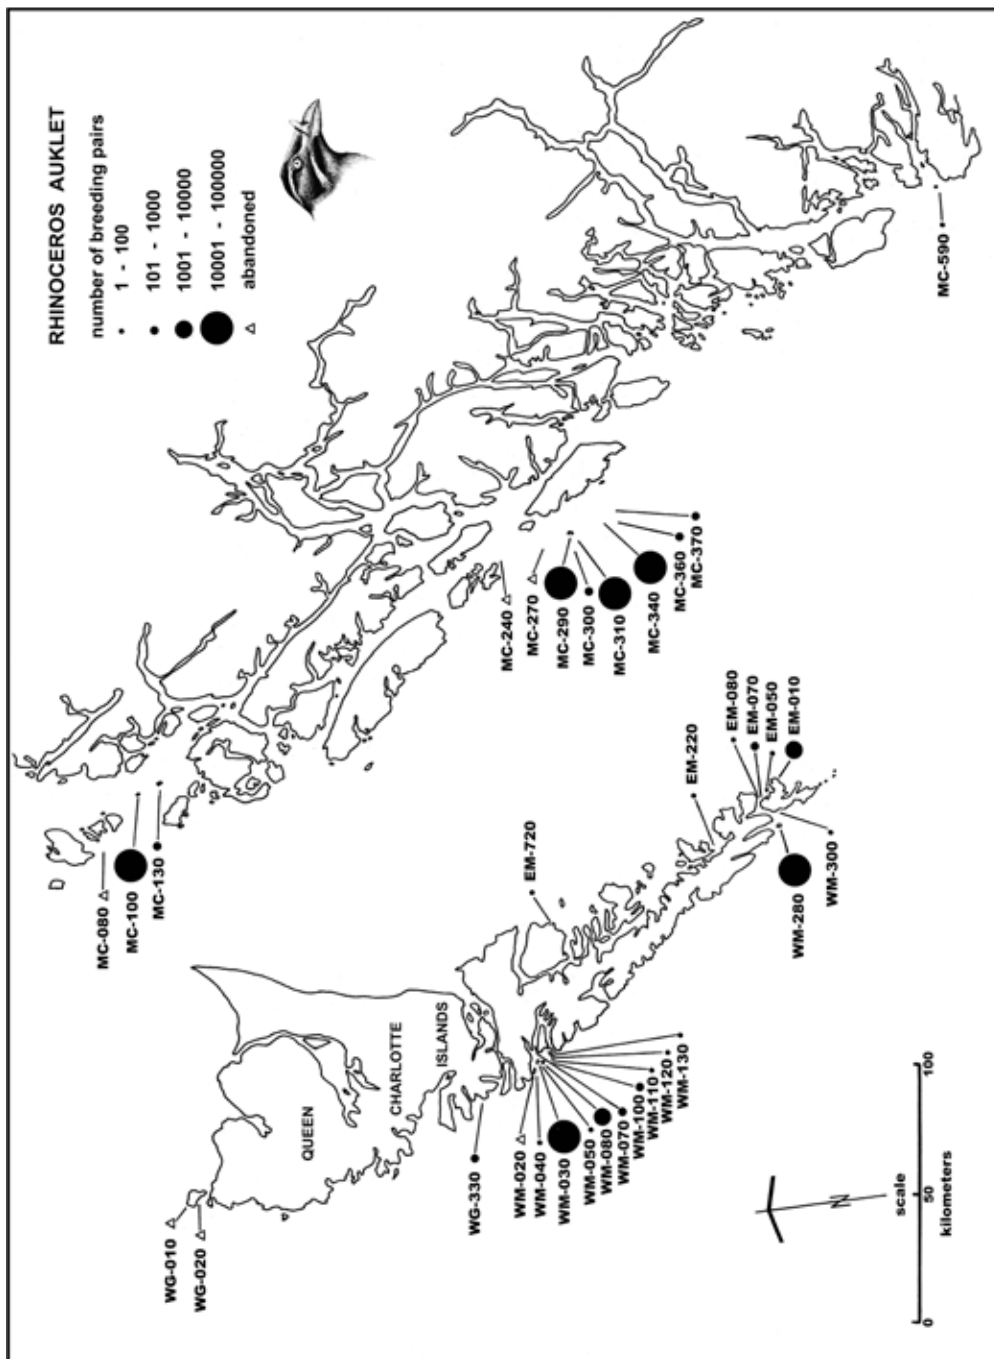 RHINOCEROS AUKLET
number of breeding pairs
1 - 100
101 - 1000
1001 - 10000
10001 - 100000
abandoned
MC-080
MC-100
MC-130
MC-240
MC-270
MC-290
MC-300
MC-310
MC-340
MC-360
MC-370
MC-590
WG-010
WG-020
QUEEN
CHARLOTTE
ISLANDS
WG-330
WM-020
WM-040
WM-030
WM-050
WM-080
WM-070
WM-100
WM-110
WM-120
WM-130
EM-720
EM-220
EM-080
EM-070
EM-050
EM-010
WM-280
WM-300
N
scale
0 50 100
kilometers